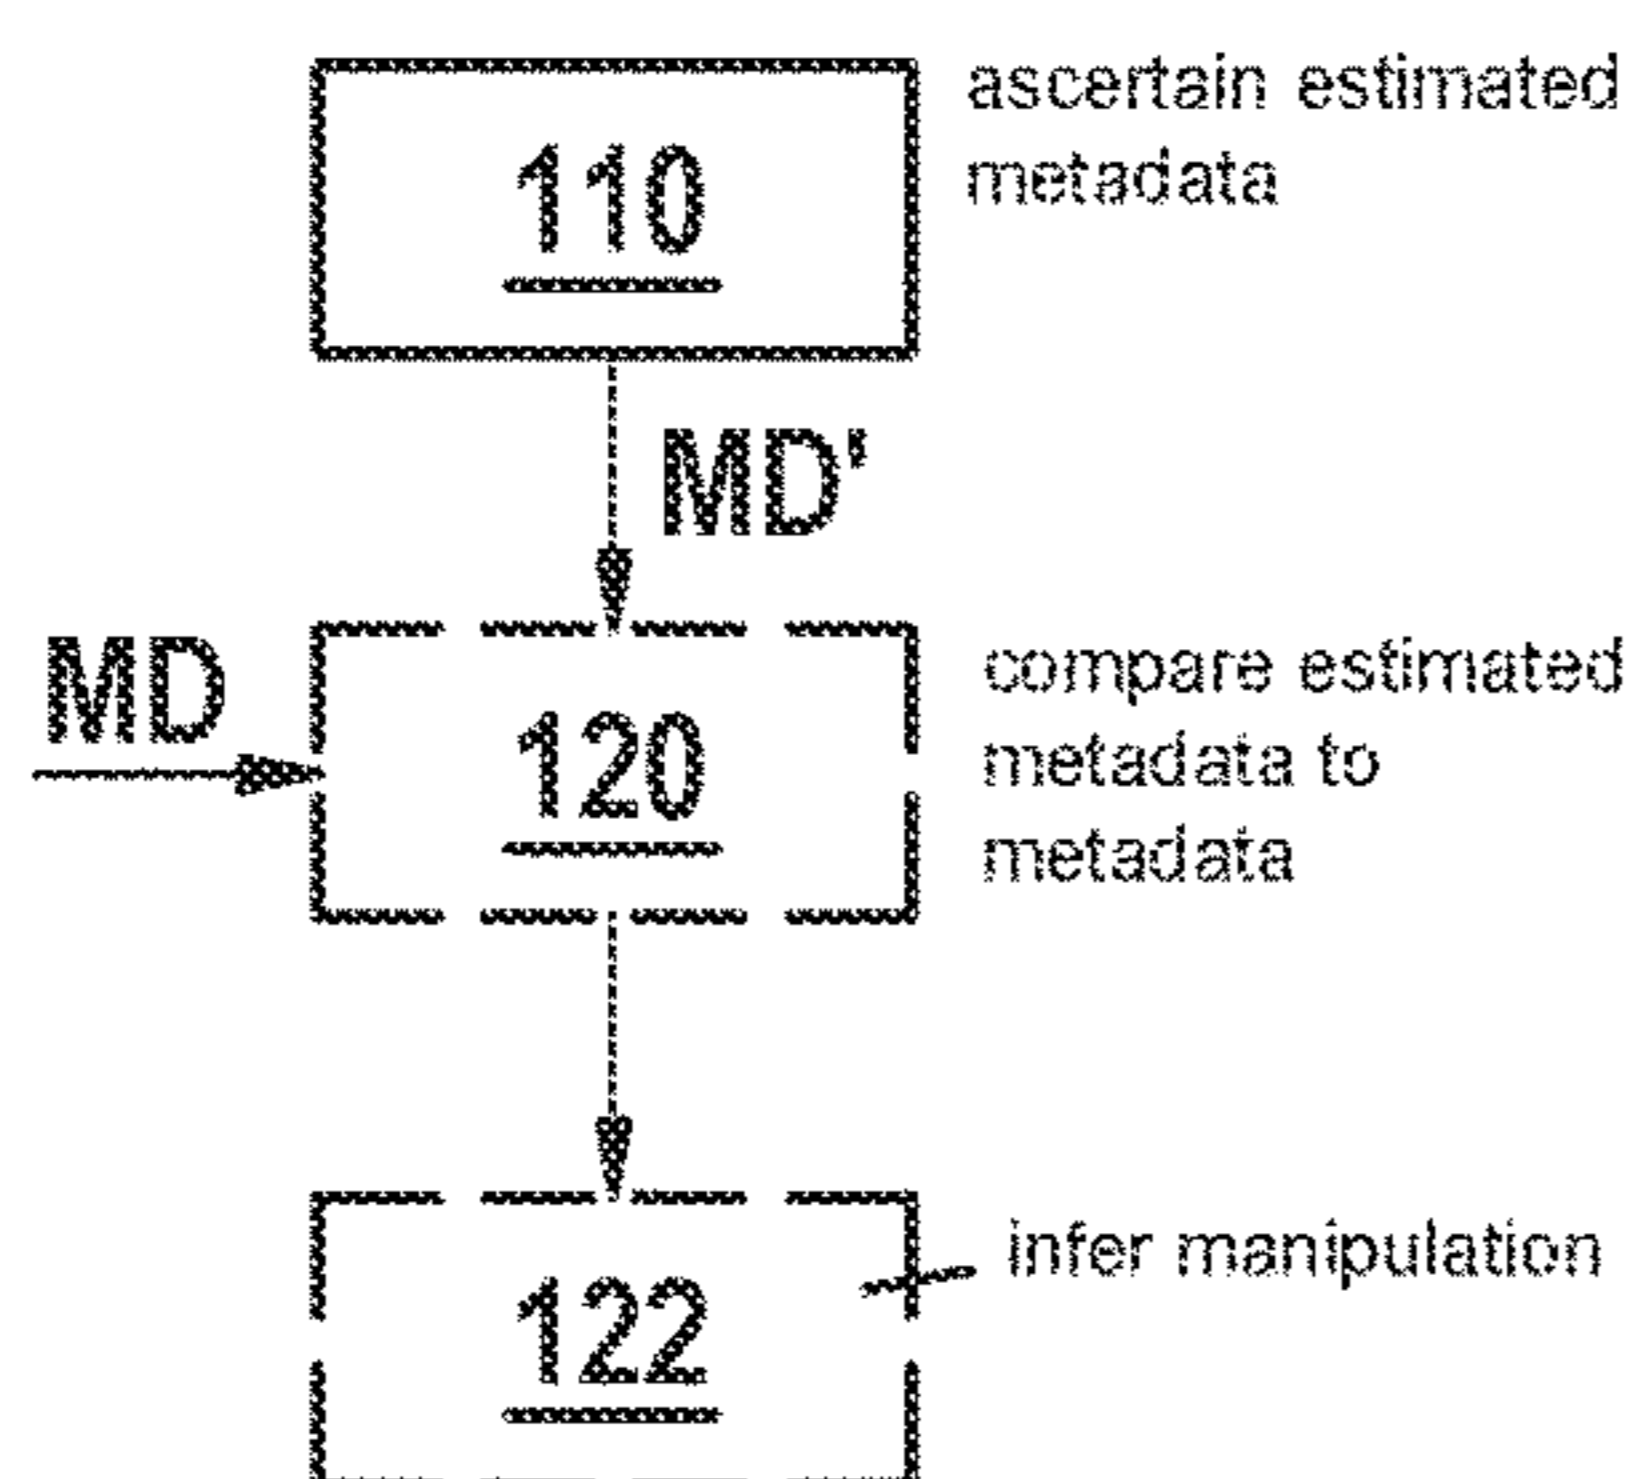 110
ascertain estimated
metadata
MD'
MD
120
compare estimated
metadata to
metadata
122
infer manipulation